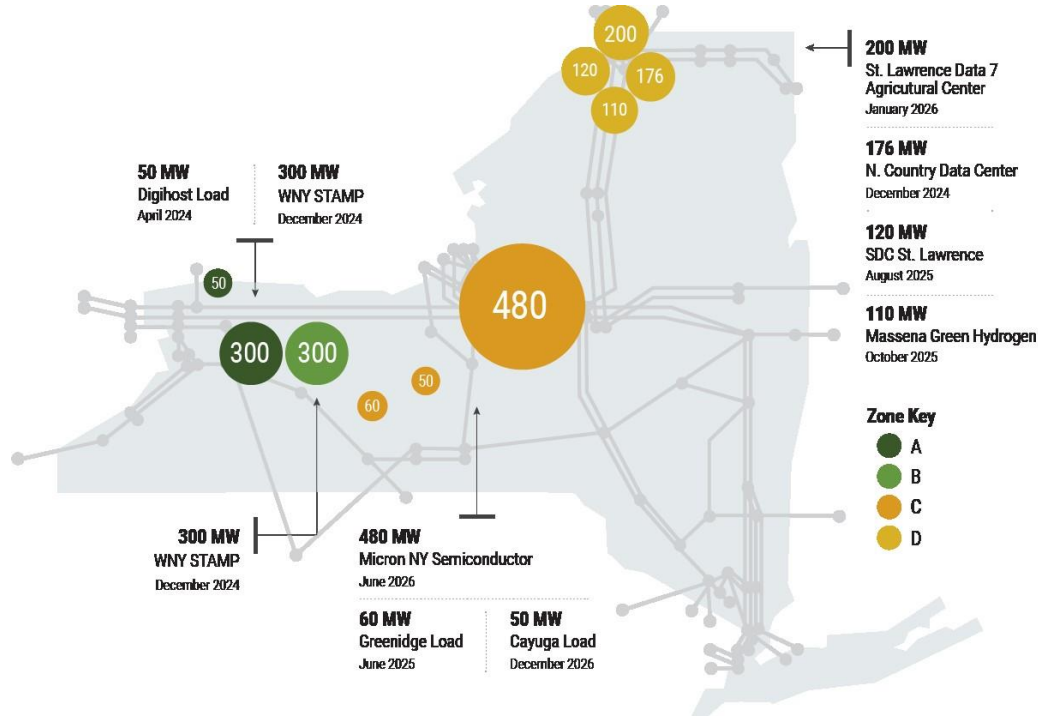 200
120
176
110
200 MW
St. Lawrence Data 7
Agricutural Center
January 2026
176 MW
N. Country Data Center
December 2024
120 MW
SDC St. Lawrence
August 2025
110 MW
Massena Green Hydrogen
October 2025
50 MW
Digihost Load
April 2024
300 MW
WNY STAMP
December 2024
50
480
300
300
50
60
Zone Key
A
B
C
D
300 MW
WNY STAMP
December 2024
480 MW
Micron NY Semiconductor
June 2026
60 MW
Greenidge Load
June 2025
50 MW
Cayuga Load
December 2026